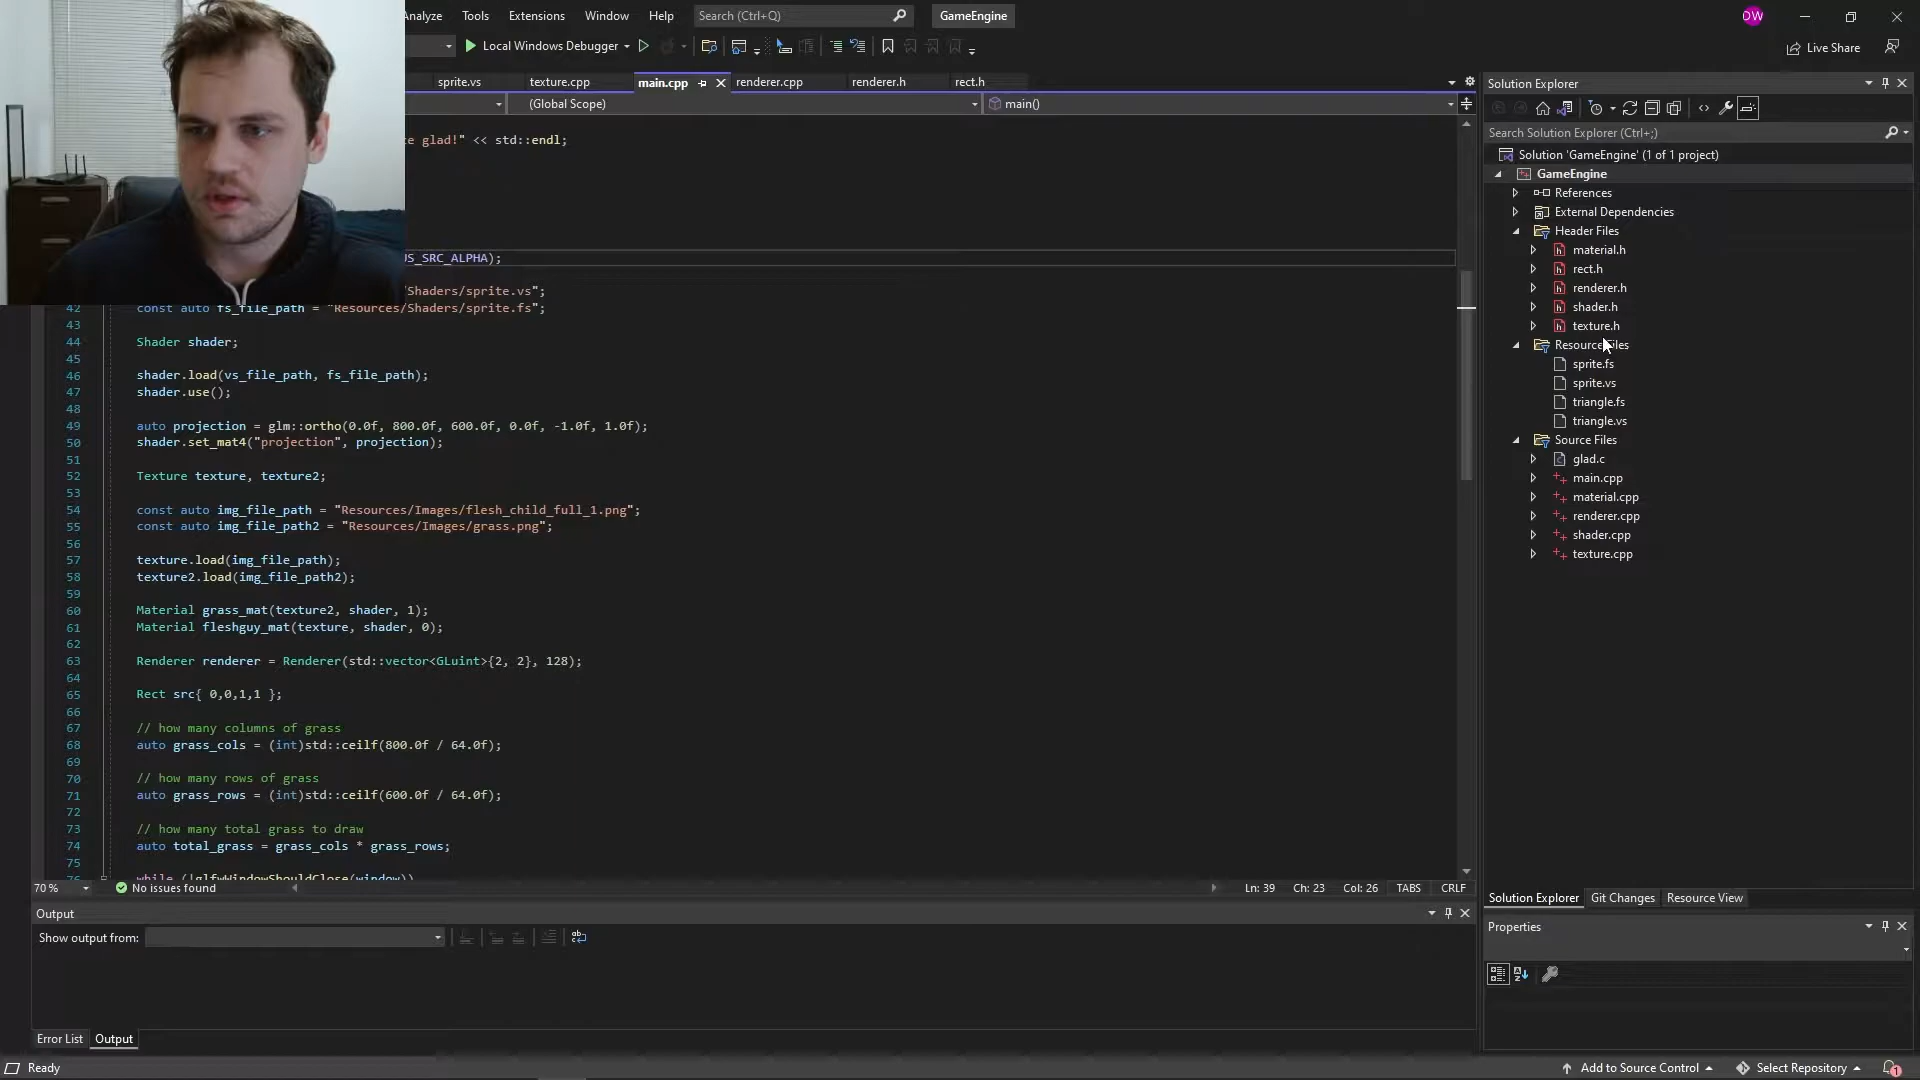 Analyze Tools Extensions Window Help Search (Ctrl+Q) GameEngine DW
Local Windows Debugger Live Share
sprite.vs texture.cpp main.cpp renderer.cpp renderer.h rect.h
(Global Scope) main()
glad!" << std::endl;
_SRC_ALPHA);
Shaders/sprite.vs";
42 const auto fs_file_path = "Resources/Shaders/sprite.fs";
43
44 Shader shader;
45
46 shader.load(vs_file_path, fs_file_path);
47 shader.use();
48
49 auto projection = glm::ortho(0.0f, 800.0f, 600.0f, 0.0f, -1.0f, 1.0f);
50 shader.set_mat4("projection", projection);
51
52 Texture texture, texture2;
53
54 const auto img_file_path = "Resources/Images/flesh_child_full_1.png";
55 const auto img_file_path2 = "Resources/Images/grass.png";
56
57 texture.load(img_file_path);
58 texture2.load(img_file_path2);
59
60 Material grass_mat(texture2, shader, 1);
61 Material fleshguy_mat(texture, shader, 0);
62
63 Renderer renderer = Renderer(std::vector<GLuint>{2, 2}, 128);
64
65 Rect src{ 0,0,1,1 };
66
67 // how many columns of grass
68 auto grass_cols = (int)std::ceilf(800.0f / 64.0f);
69
70 // how many rows of grass
71 auto grass_rows = (int)std::ceilf(600.0f / 64.0f);
72
73 // how many total grass to draw
74 auto total_grass = grass_cols * grass_rows;
75
76 while (!glfwWindowShouldClose(window))
70 % No issues found Ln: 39 Ch: 23 Col: 26 TABS CRLF
Output
Show output from:
Error List Output
Solution Explorer
Search Solution Explorer (Ctrl+;)
Solution 'GameEngine' (1 of 1 project)
GameEngine
References
External Dependencies
Header Files
material.h
rect.h
renderer.h
shader.h
texture.h
Resource Files
sprite.fs
sprite.vs
triangle.fs
triangle.vs
Source Files
glad.c
main.cpp
material.cpp
renderer.cpp
shader.cpp
texture.cpp
Solution Explorer Git Changes Resource View
Properties
Ready Add to Source Control Select Repository 1